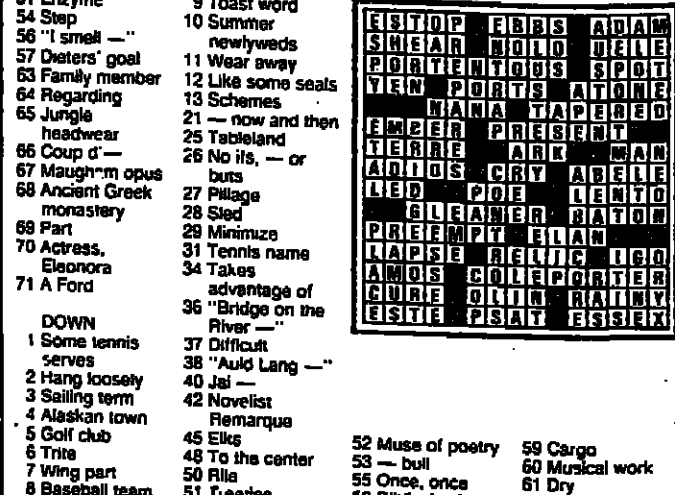 54 Step
56 "I smell —"
57 Dieters' goal
63 Family member
64 Regarding
65 Jungle
headwear
66 Coup d'—
67 Maugham opus
68 Ancient Greek
monastery
69 Part
70 Actress,
Eleonora
71 A Ford
DOWN
1 Some tennis
serves
2 Hang loosely
3 Sailing term
4 Alaskan town
5 Golf club
6 Trite
7 Wing part
8 Baseball team
9 Toast word
10 Summer
newlyweds
11 Wear away
12 Like some seals
13 Schemes
21 — now and then
25 Tableland
26 No ifs, — or
buts
27 Pillage
28 Sled
29 Minimize
31 Tennis name
34 Takes
advantage of
36 "Bridge on the
River —"
37 Difficult
38 "Auld Lang —"
40 Jai —
42 Novelist
Remarque
45 Elks
48 To the center
50 Rila
51
52 Muse of poetry
53 — bull
55 Once, once
59 Cargo
60 Musical work
61 Dry
ESTOP EBBS ADAM
SHEAR NOLO UELE
PORTENTOUS SPOT
YEN PORTS ATONE
NANA TAPERED
EMBER PRESENT
TERRE ARK MAN
ADIOS CRY ABELE
LED POE LENTO
GLEANER BATON
PREEMPT ELAN
LAPSE RELIC IGO
AMOS COLEPORTER
CURE OLIN RAINY
ESTE PSAT ESSEX